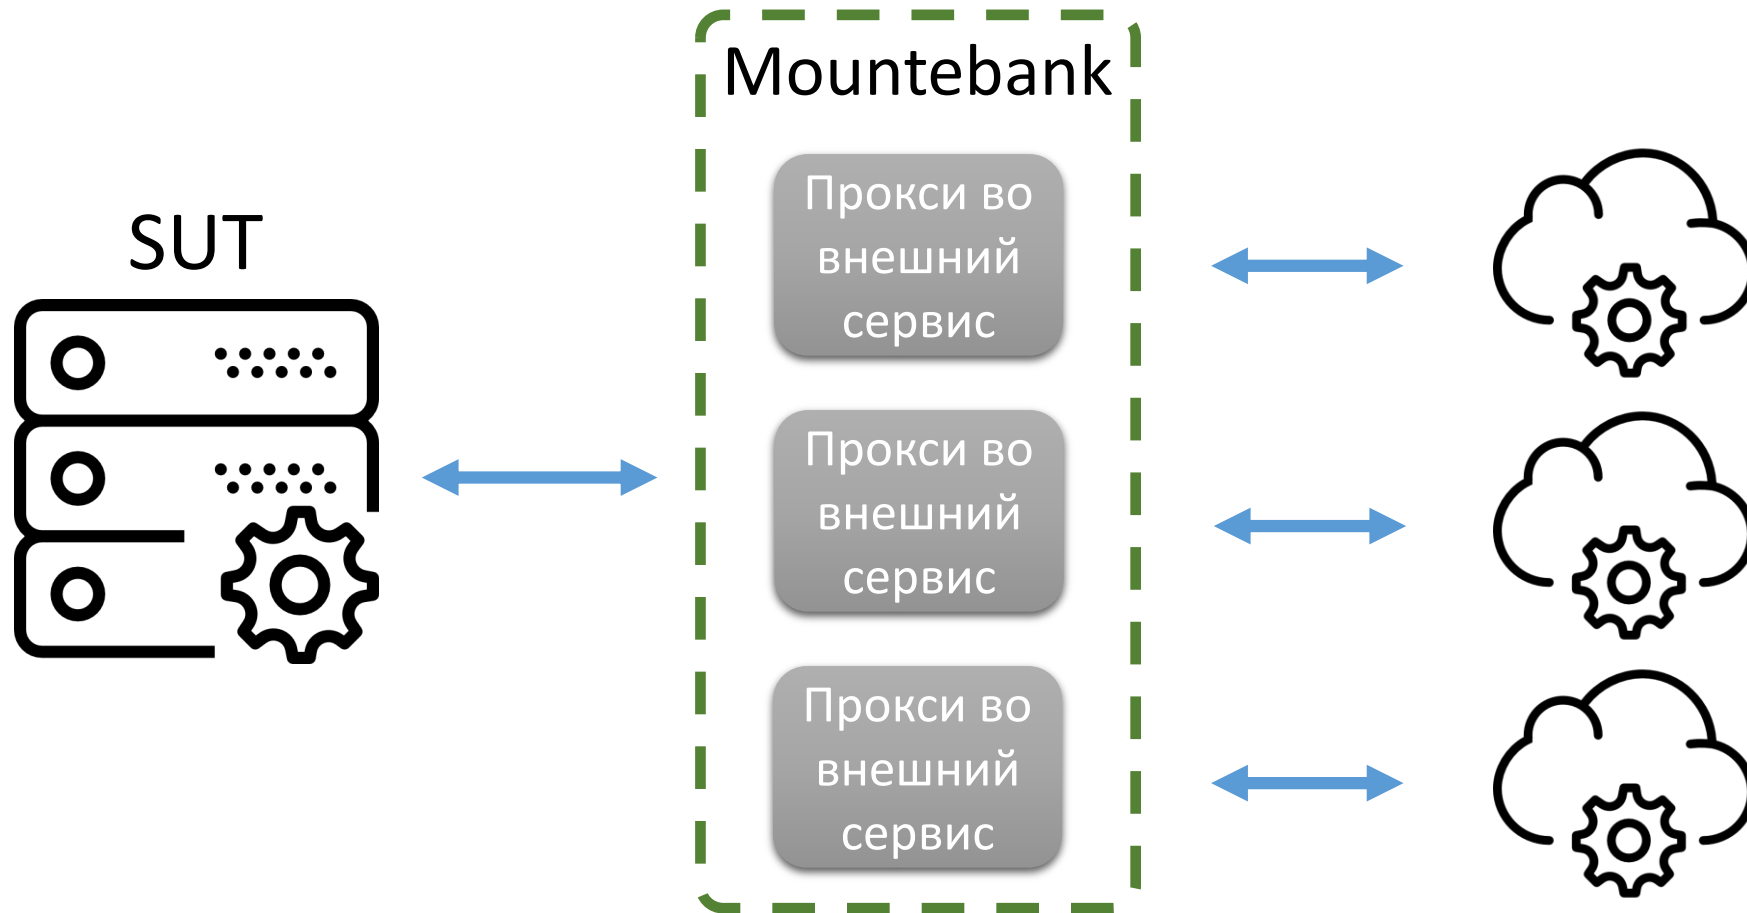 SUT
Mountebank
Прокси во
внешний
сервис
Прокси во
внешний
сервис
Прокси во
внешний
сервис